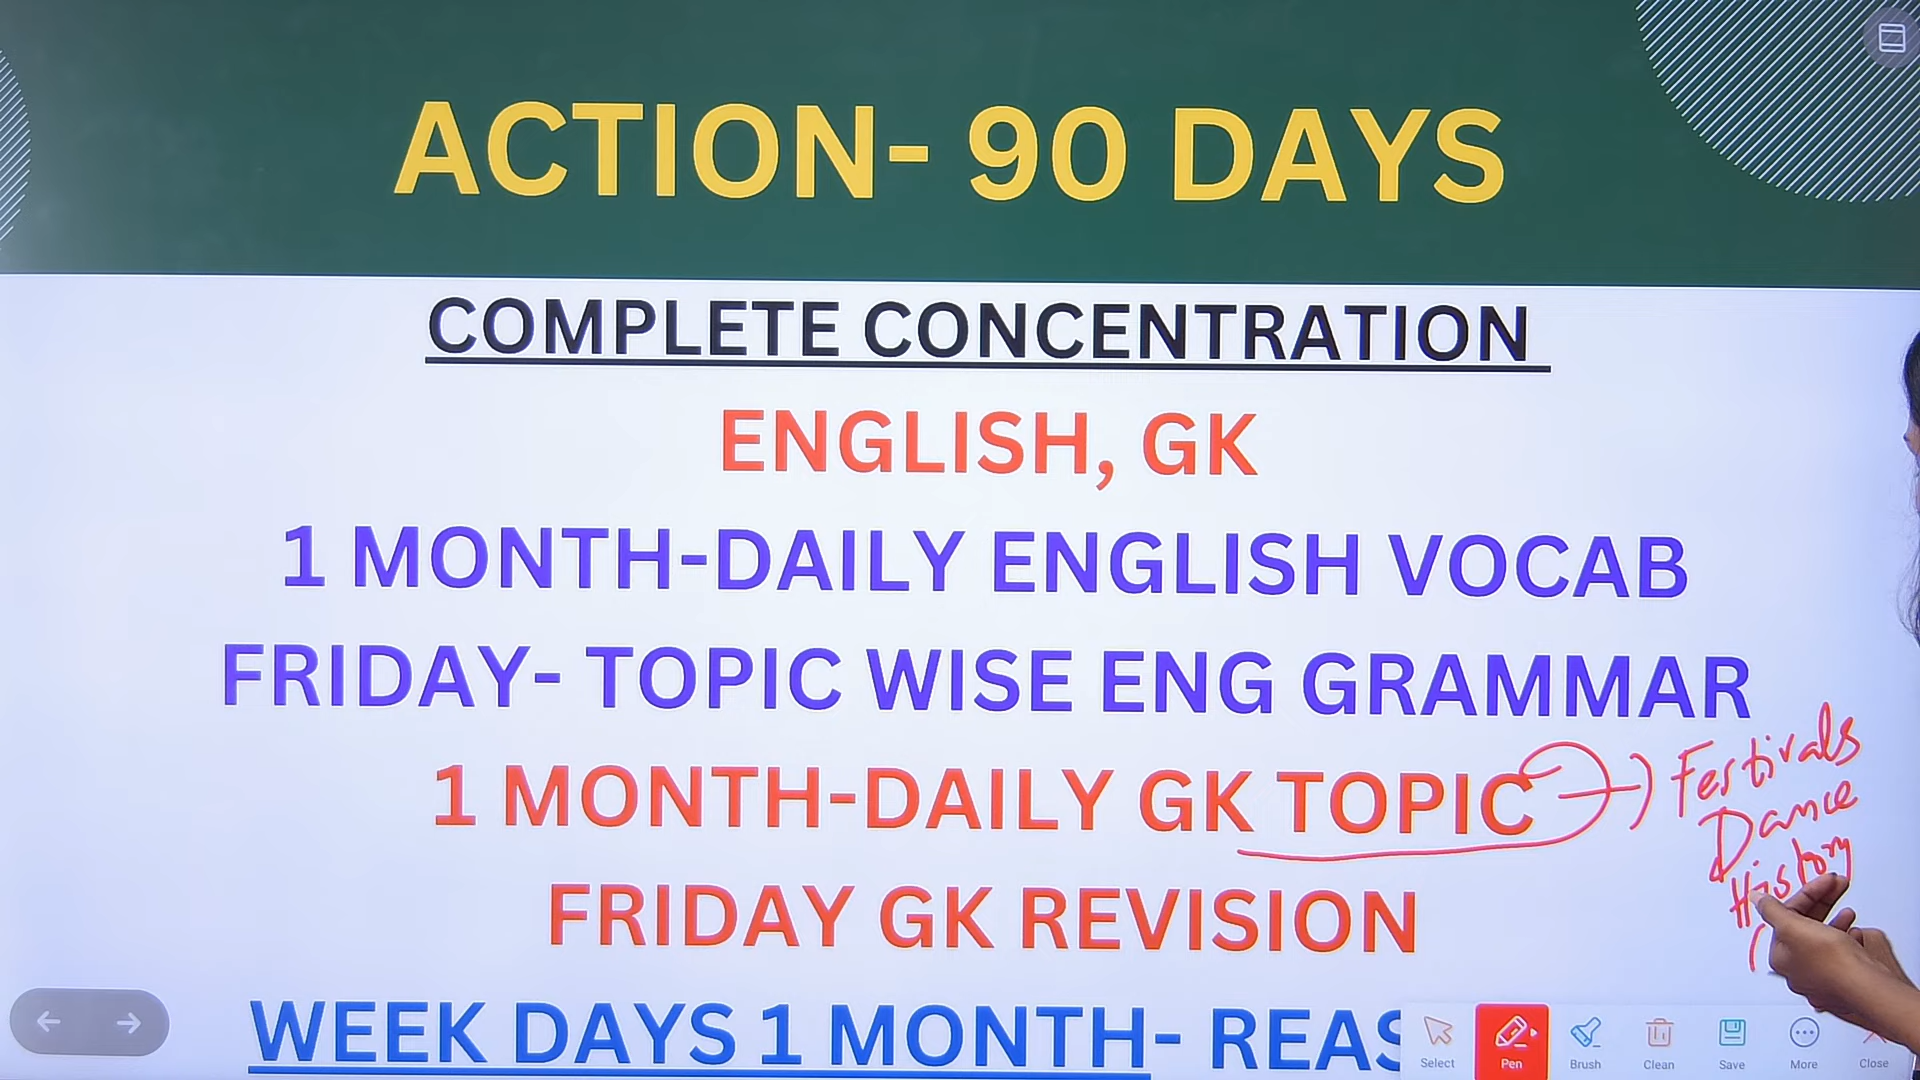 ACTION- 90 DAYS
COMPLETE CONCENTRATION
ENGLISH, GK
1 MONTH-DAILY ENGLISH VOCAB
FRIDAY- TOPIC WISE ENG GRAMMAR
1 MONTH-DAILY GK TOPIC
Festivals
Dance
History
FRIDAY GK REVISION
WEEK DAYS 1 MONTH- REAS
Select
Pen
Brush
Clean
Save
More
Close